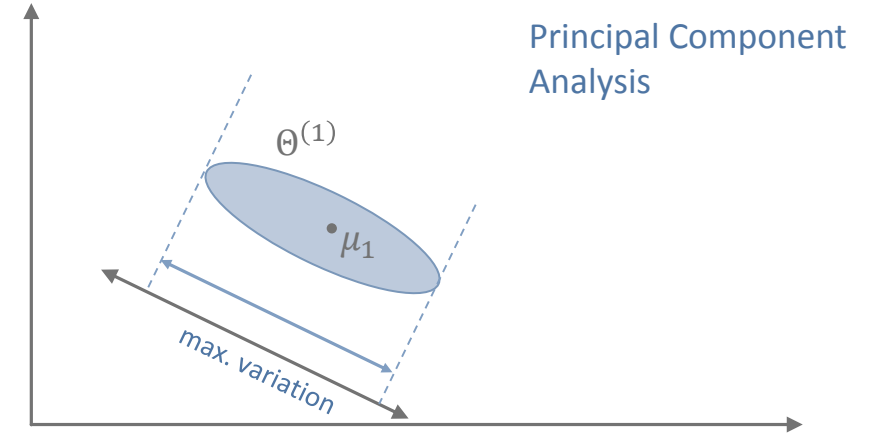 Principal Component
Analysis
Θ⁽¹⁾
μ₁
max. variation